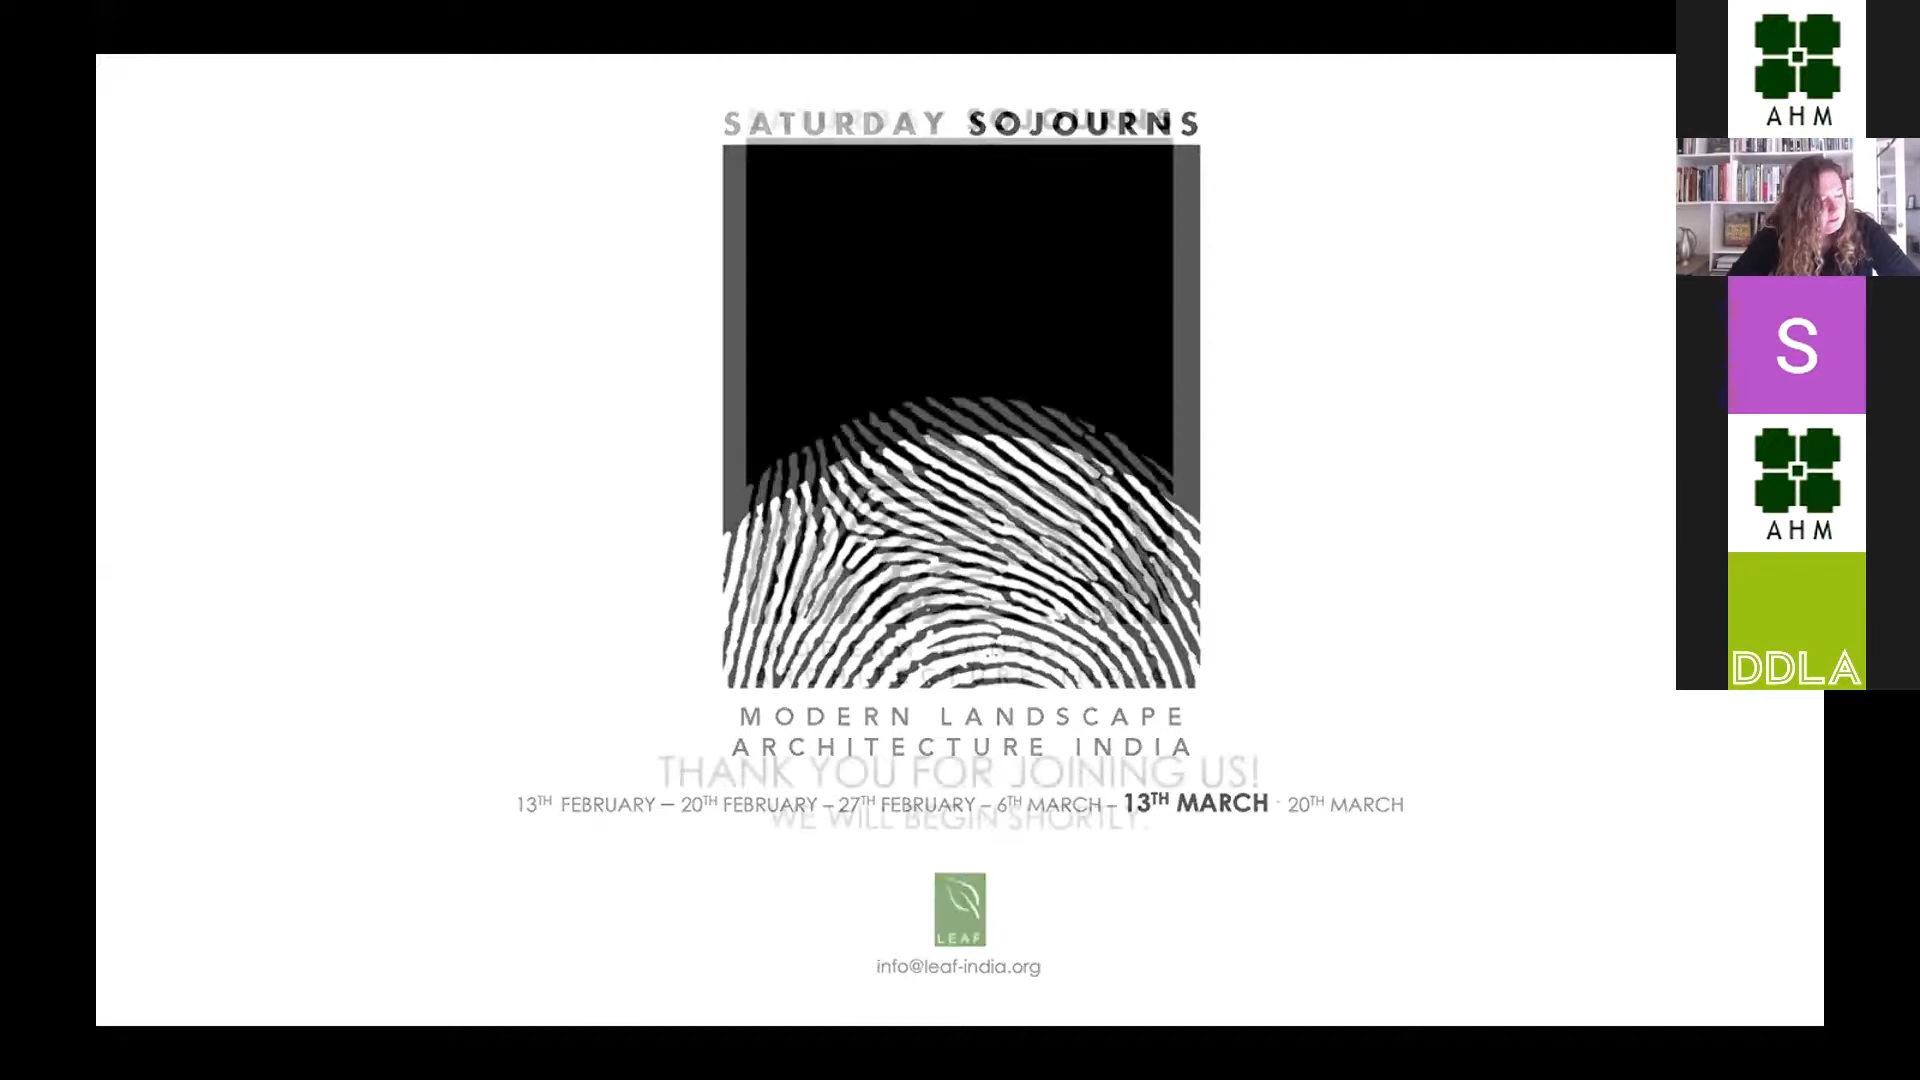 SATURDAY SOJOURNS
MODERN LANDSCAPE
ARCHITECTURE INDIA
THANK YOU FOR JOINING US!
13TH FEBRUARY – 20TH FEBRUARY – 27TH FEBRUARY – 6TH MARCH – 13TH MARCH - 20TH MARCH
WE WILL BEGIN SHORTLY.
LEAF
info@leaf-india.org
AHM
S
AHM
DDLA